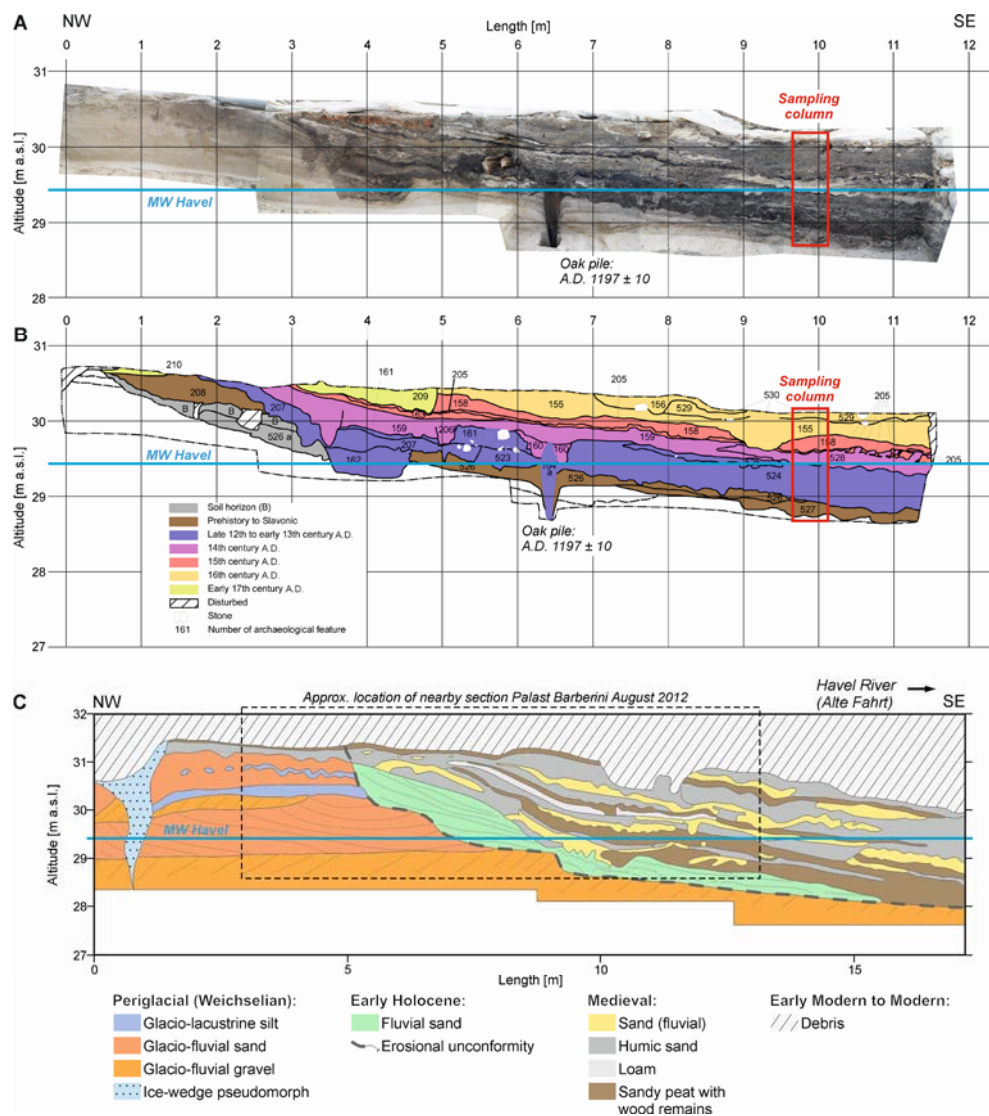 A NW Length [m] SE
0 1 2 3 4 5 6 7 8 9 10 11 12
31
Sampling
column
30
Altitude [m a.s.l.]
MW Havel
29
Oak pile:
A.D. 1197 ± 10
28
0 1 2 3 4 5 6 7 8 9 10 11 12
B 31
210
161
205
205
530
205
Sampling
column
208
209
158
155
156
529
529
155
B
B
207
30
159
206
161
160
160
159
158
158
526 a
207
528
Altitude [m a.s.l.]
MW Havel
162
523
526
524
205
a
29
527
Soil horizon (B)
Prehistory to Slavonic
Oak pile:
A.D. 1197 ± 10
Late 12th to early 13th century A.D.
28
14th century A.D.
15th century A.D.
16th century A.D.
Early 17th century A.D.
Disturbed
Stone
27
161 Number of archaeological feature
C NW
Approx. location of nearby section Palast Barberini August 2012
Havel River
(Alte Fahrt)
SE
32
31
30
Altitude [m a.s.l.]
MW Havel
29
28
27
0 5 10 15
Length [m]
Periglacial (Weichselian):
Glacio-lacustrine silt
Glacio-fluvial sand
Glacio-fluvial gravel
Ice-wedge pseudomorph
Early Holocene:
Fluvial sand
Erosional unconformity
Medieval:
Sand (fluvial)
Humic sand
Loam
Sandy peat with
wood remains
Early Modern to Modern:
Debris